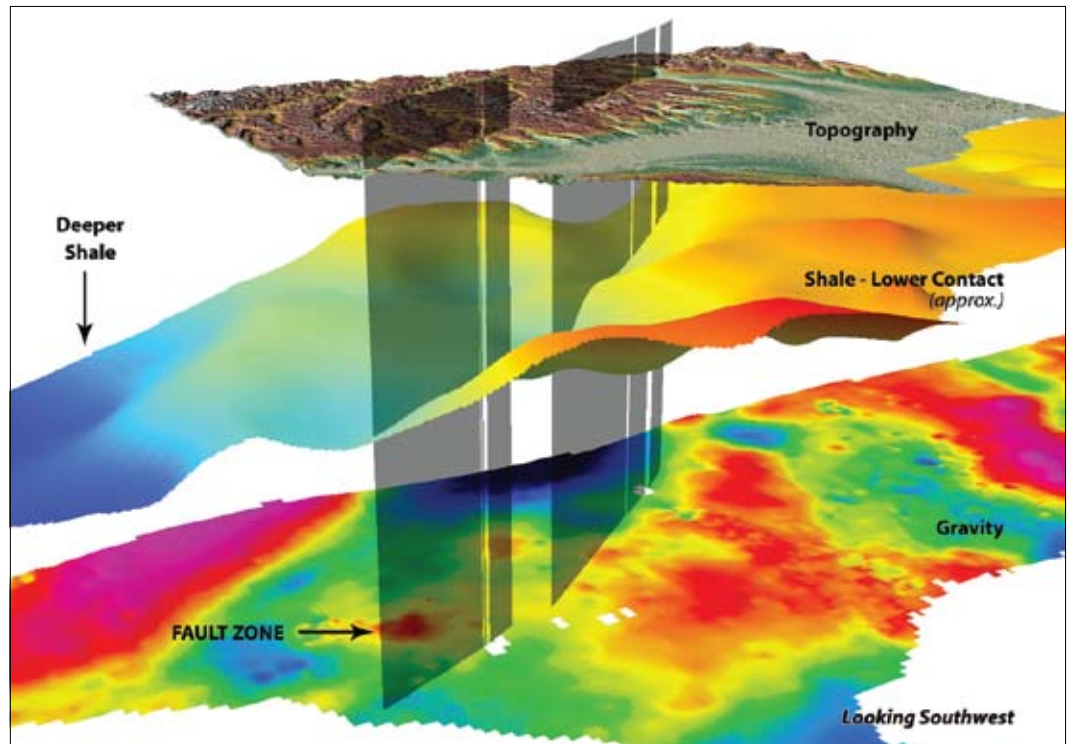 Topography
Deeper
Shale
Shale - Lower Contact
(approx.)
Gravity
FAULT ZONE
Looking Southwest